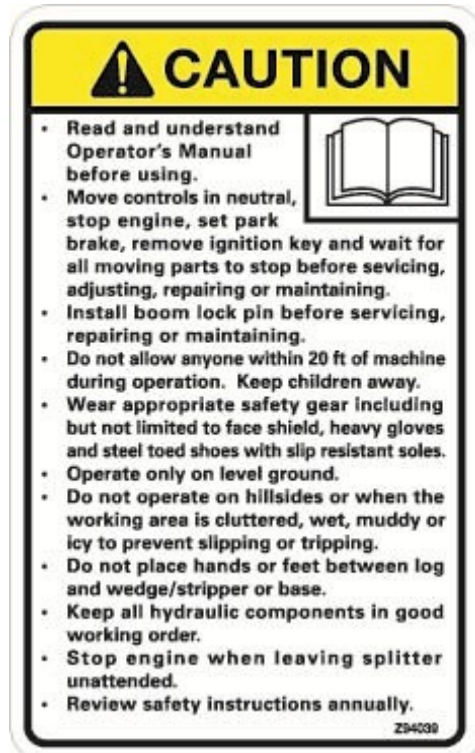 CAUTION
• Read and understand
Operator's Manual
before using.
• Move controls in neutral,
stop engine, set park
brake, remove ignition key and wait for
all moving parts to stop before sevicing,
adjusting, repairing or maintaining.
• Install boom lock pin before servicing,
repairing or maintaining.
• Do not allow anyone within 20 ft of machine
during operation. Keep children away.
• Wear appropriate safety gear including
but not limited to face shield, heavy gloves
and steel toed shoes with slip resistant soles.
• Operate only on level ground.
• Do not operate on hillsides or when the
working area is cluttered, wet, muddy or
icy to prevent slipping or tripping.
• Do not place hands or feet between log
and wedge/stripper or base.
• Keep all hydraulic components in good
working order.
• Stop engine when leaving splitter
unattended.
• Review safety instructions annually.
Z94039